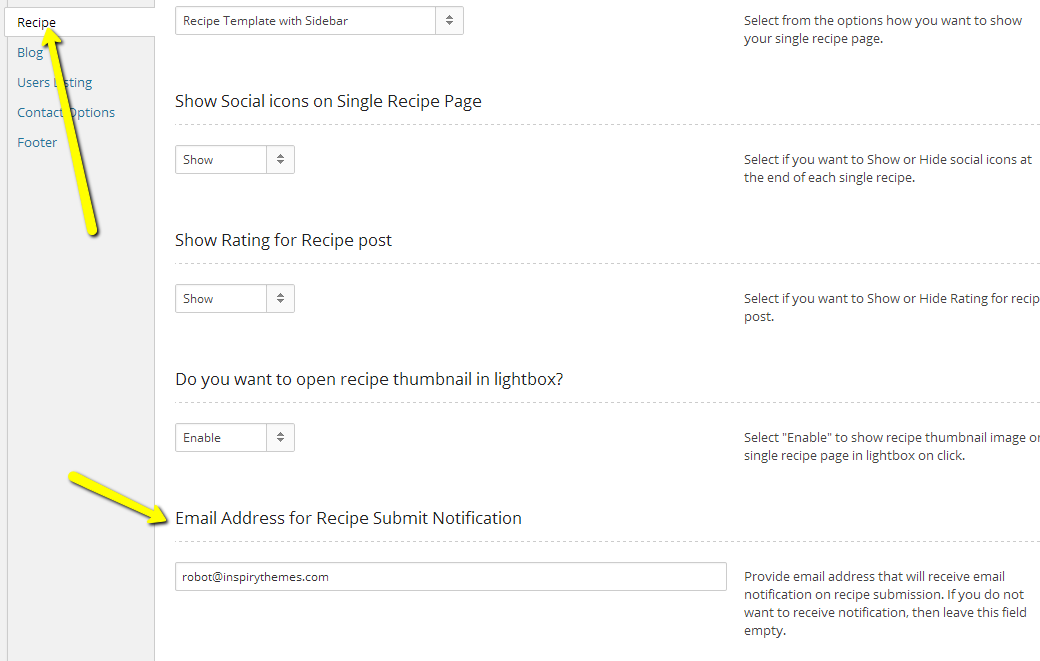 Recipe
Blog
Users Listing
Contact Options
Footer
Recipe Template with Sidebar
Select from the options how you want to show
your single recipe page.
Show Social icons on Single Recipe Page
Show
Select if you want to Show or Hide social icons at
the end of each single recipe.
Show Rating for Recipe post
Show
Select if you want to Show or Hide Rating for recip
post.
Do you want to open recipe thumbnail in lightbox?
Enable
Select "Enable" to show recipe thumbnail image on
single recipe page in lightbox on click.
Email Address for Recipe Submit Notification
robot@inspirythemes.com
Provide email address that will receive email
notification on recipe submission. If you do not
want to receive notification, then leave this field
empty.